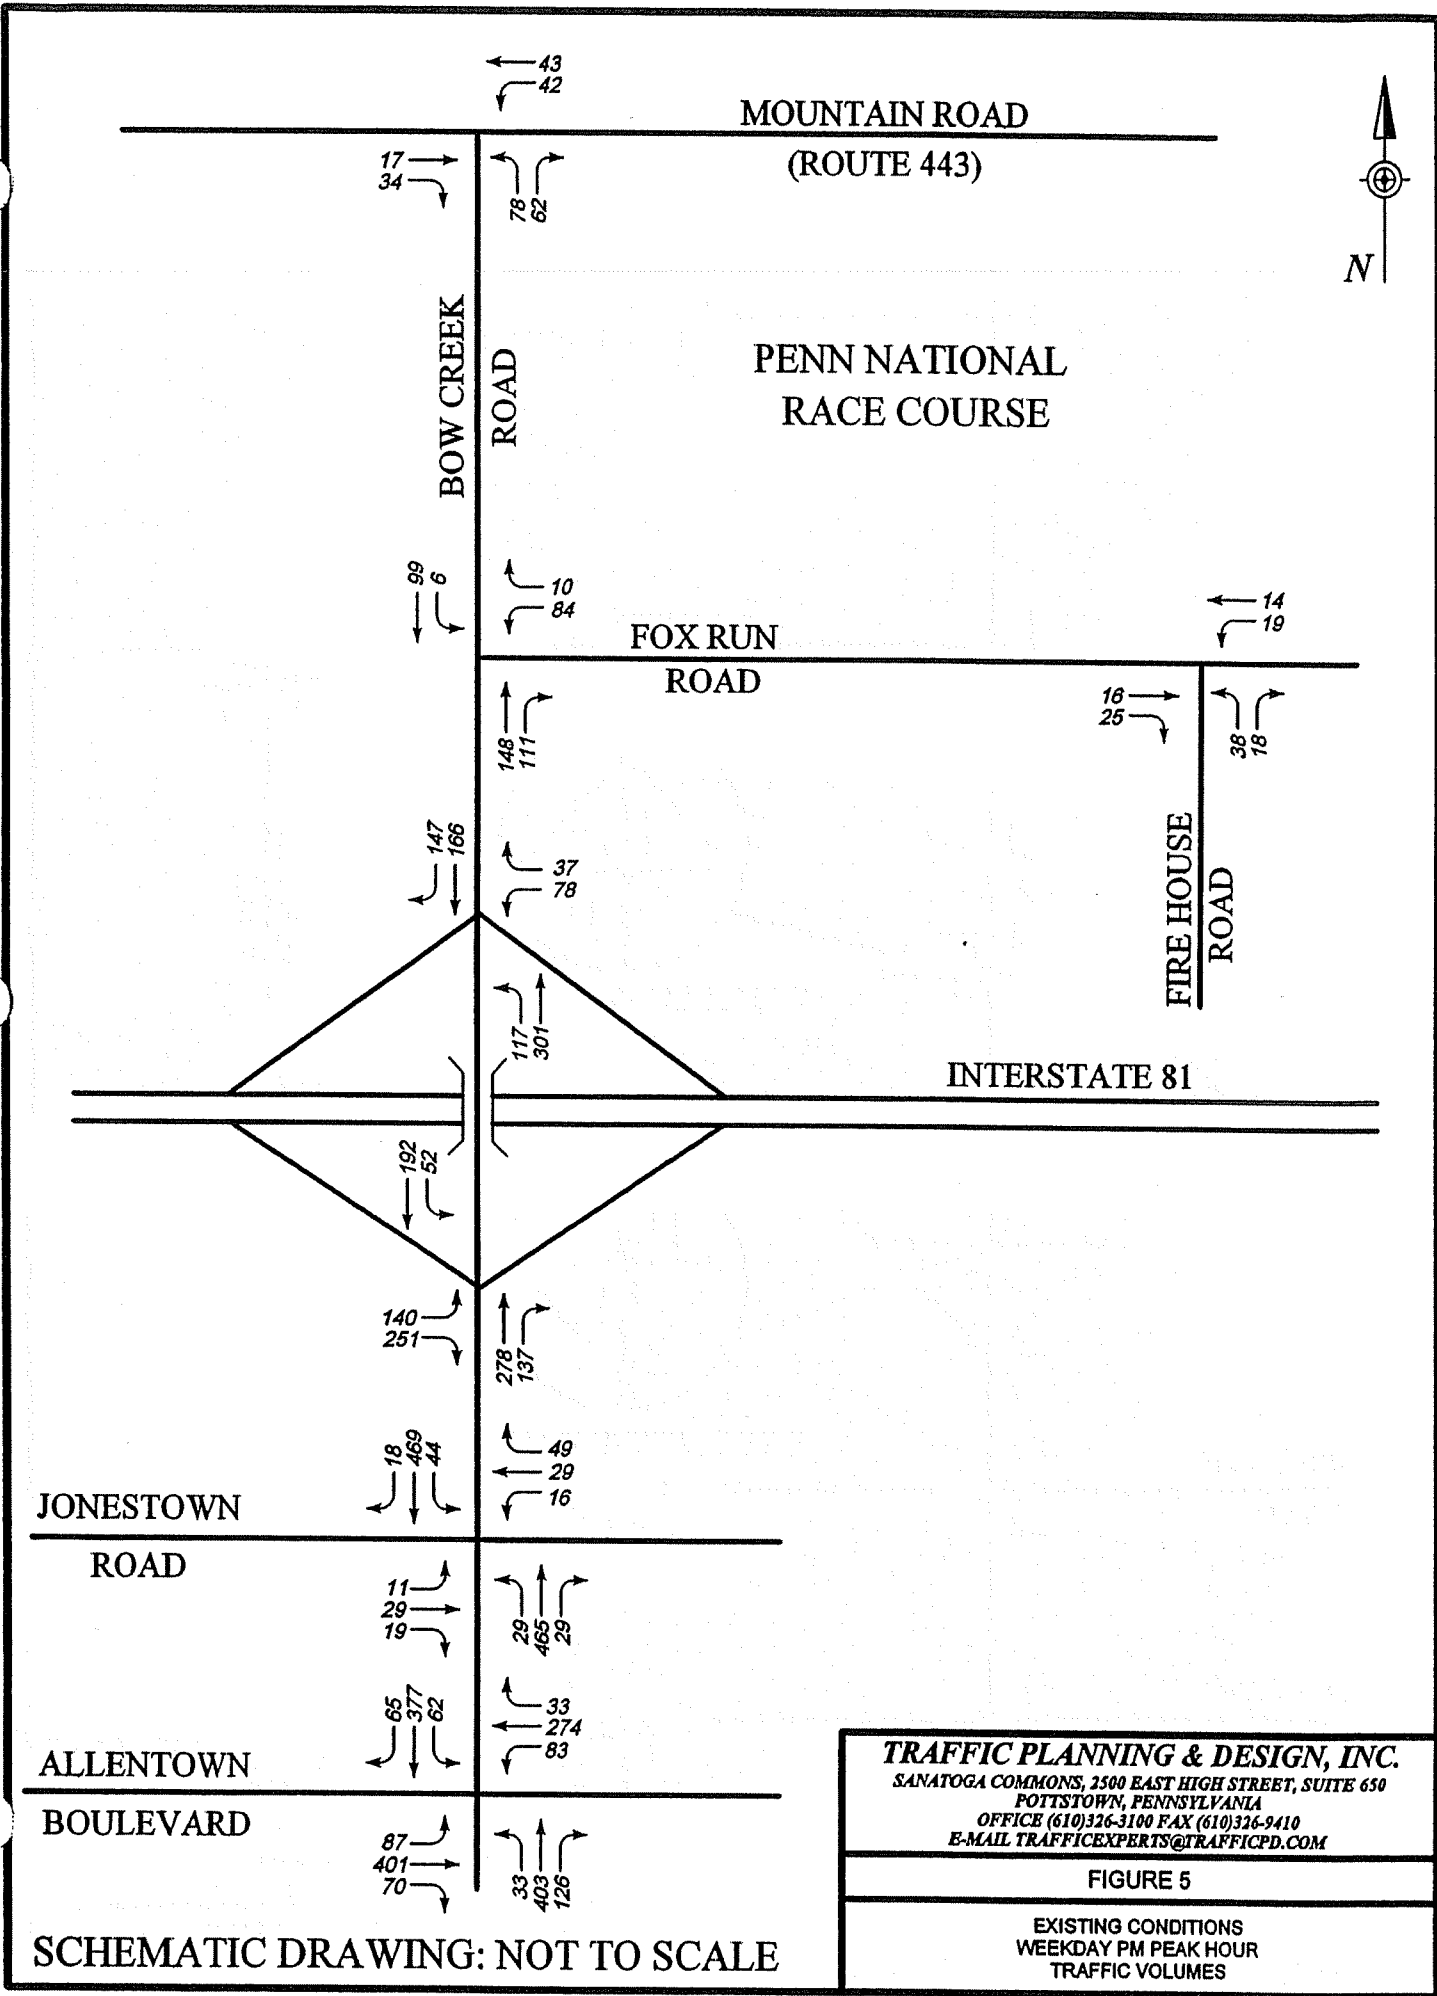 43
42
MOUNTAIN ROAD
(ROUTE 443)
17
34
78
62
N
BOW CREEK
ROAD
PENN NATIONAL
RACE COURSE
99
6
10
84
14
19
FOX RUN
ROAD
16
25
38
18
148
111
147
166
37
78
FIRE HOUSE
ROAD
117
301
INTERSTATE 81
192
52
140
251
278
137
18
469
44
49
29
16
JONESTOWN
ROAD
11
29
19
29
465
29
65
377
62
33
274
83
ALLENTOWN
BOULEVARD
87
401
70
33
403
126
SCHEMATIC DRAWING: NOT TO SCALE
TRAFFIC PLANNING & DESIGN, INC.
SANATOGA COMMONS, 2500 EAST HIGH STREET, SUITE 650
POTTSTOWN, PENNSYLVANIA
OFFICE (610)326-3100 FAX (610)326-9410
E-MAIL TRAFFICEXPERTS@TRAFFICPD.COM
FIGURE 5
EXISTING CONDITIONS
WEEKDAY PM PEAK HOUR
TRAFFIC VOLUMES